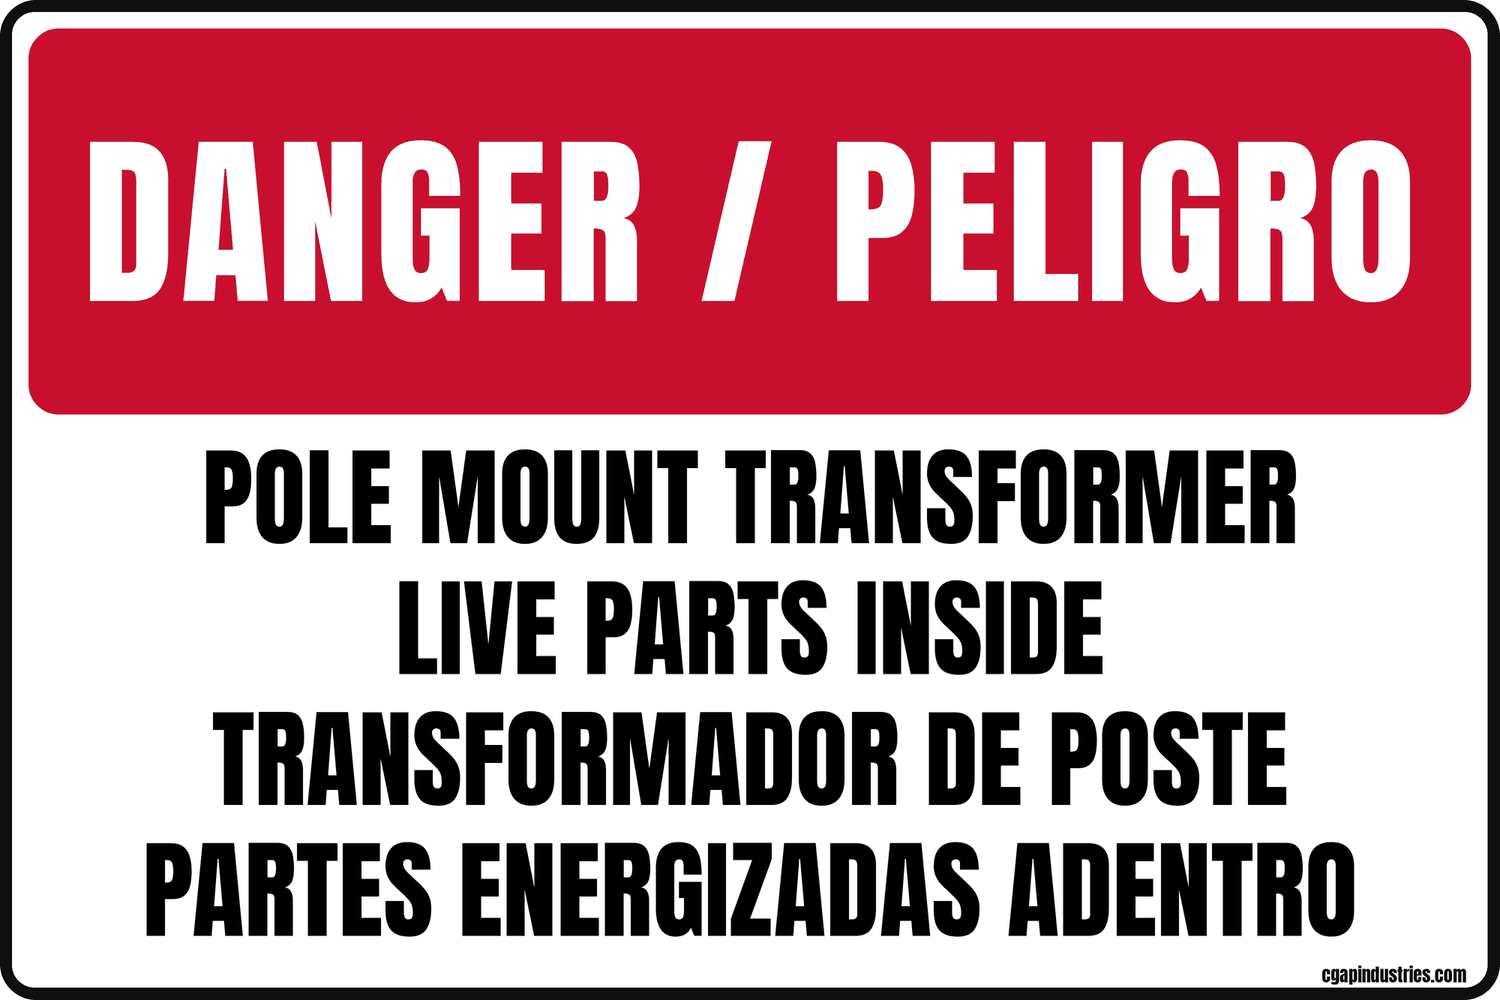 DANGER / PELIGRO
POLE MOUNT TRANSFORMER
LIVE PARTS INSIDE
TRANSFORMADOR DE POSTE
PARTES ENERGIZADAS ADENTRO
cgapindustries.com